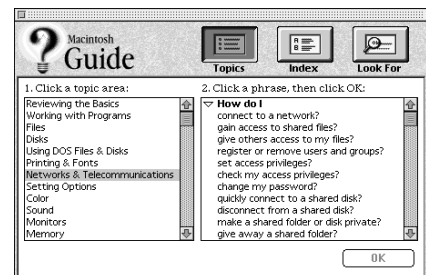 Macintosh
Guide
Topics
Index
Look For
1. Click a topic area:
Reviewing the Basics
Working with Programs
Files
Disks
Using DOS Files & Disks
Printing & Fonts
Networks & Telecommunications
Setting Options
Color
Sound
Monitors
Memory
2. Click a phrase, then click OK:
How do I
connect to a network?
gain access to shared files?
give others access to my files?
register or remove users and groups?
set access privileges?
check my access privileges?
change my password?
quickly connect to a shared disk?
disconnect from a shared disk?
make a shared folder or disk private?
give away a shared folder?
OK